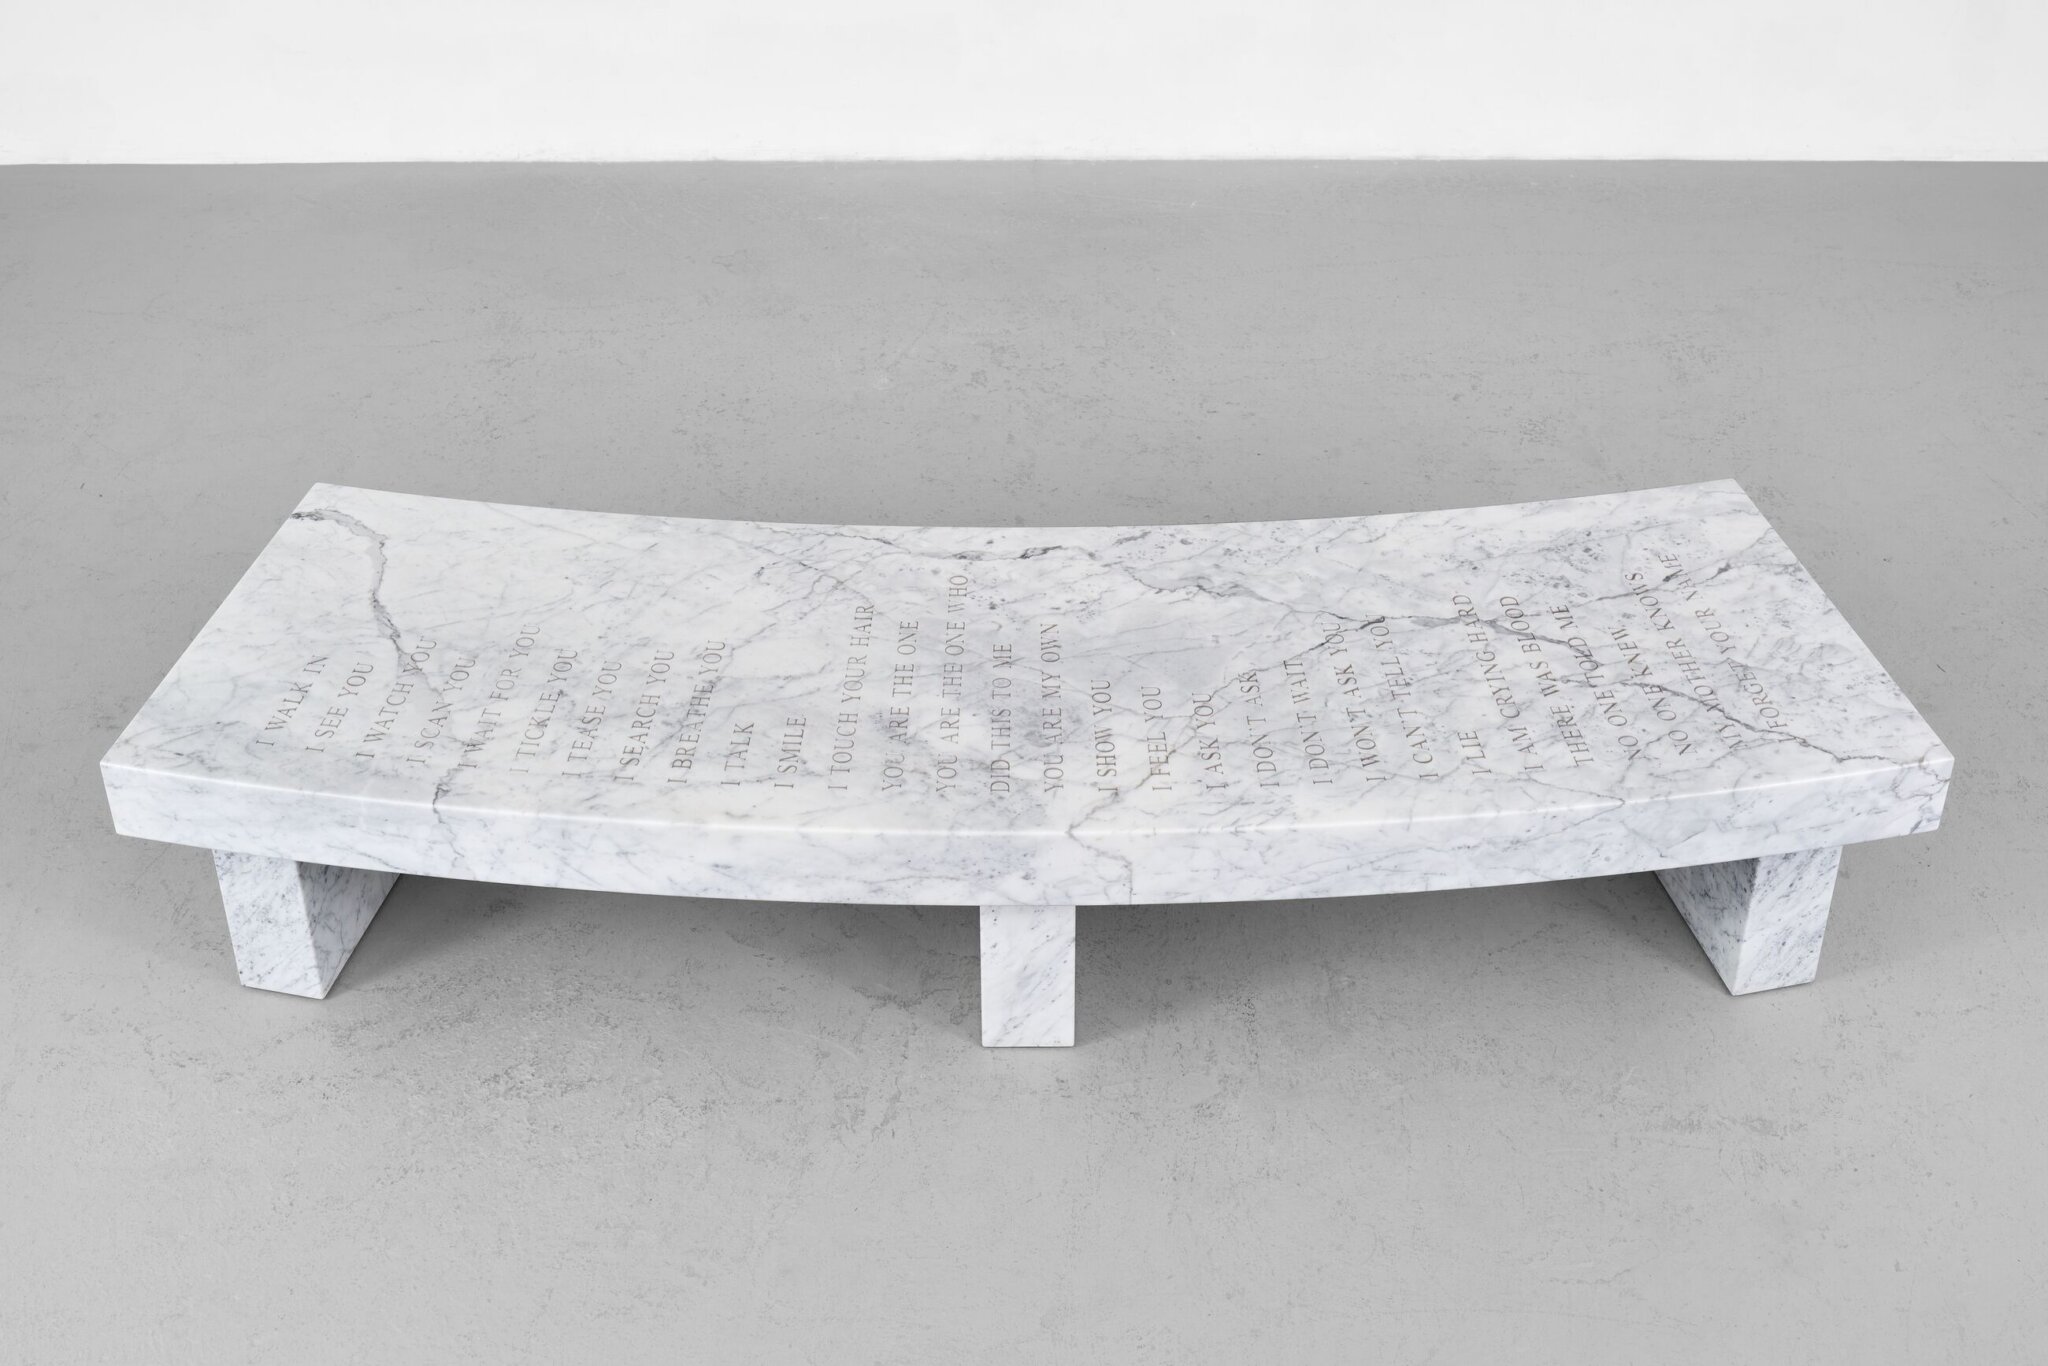 I WALK IN
I SEE YOU
I WATCH YOU
I SCAN YOU
I WAIT FOR YOU
I TICKLE YOU
I TEASE YOU
I SEARCH YOU
I BREATHE YOU
I TALK
I SMILE
I TOUCH YOUR HAIR
YOU ARE THE ONE
YOU ARE THE ONE WHO
DID THIS TO ME
YOU ARE MY OWN
I SHOW YOU
I FEEL YOU
I ASK YOU
I DON'T ASK
I DON'T WAIT
I WON'T ASK YOU
I CAN'T TELL YOU
I LIE
I AM CRYING HARD
THERE WAS BLOOD
NO ONE TOLD ME
NO ONE KNEW
MY MOTHER KNOWS
FORGET YOUR NAME